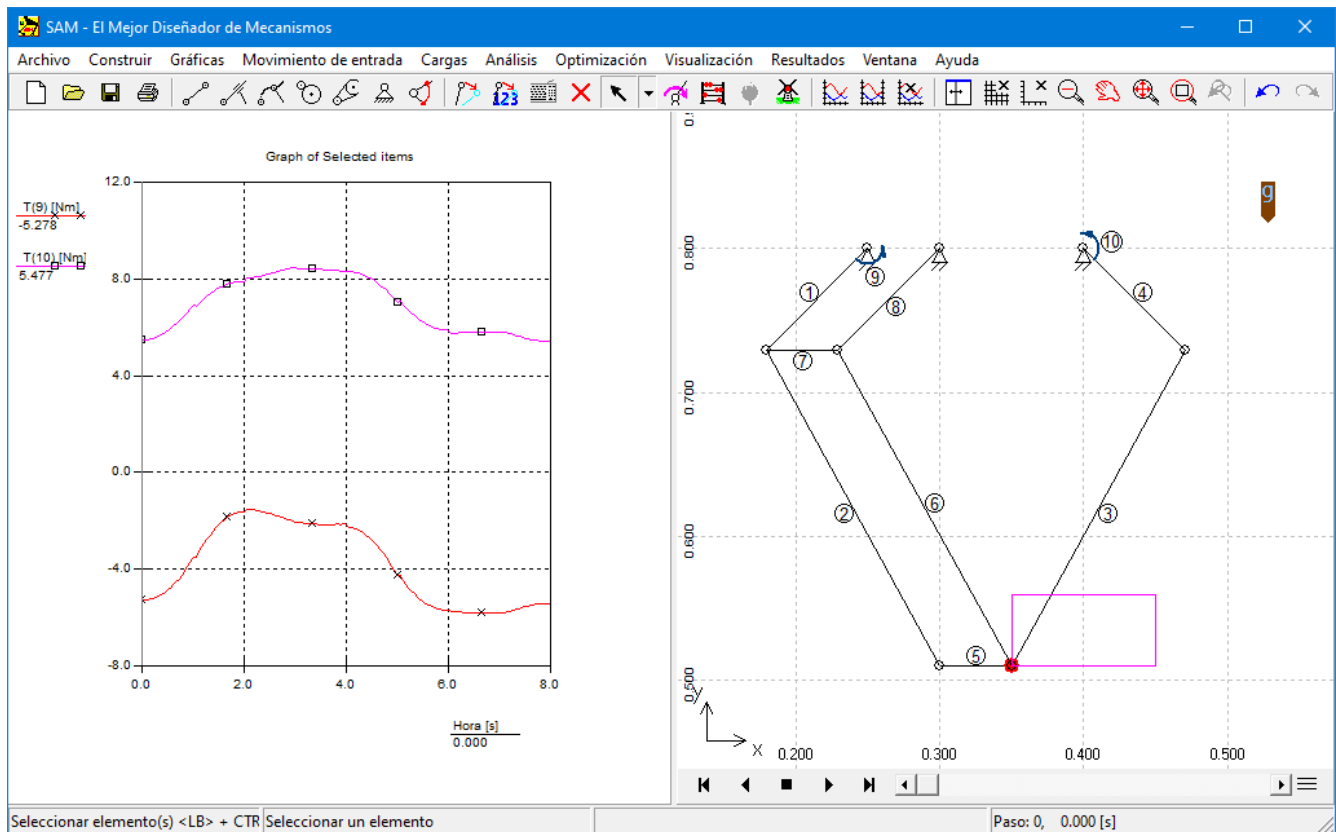 SAM - El Mejor Diseñador de Mecanismos
Archivo Construir Gráficas Movimiento de entrada Cargas Análisis Optimización Visualización Resultados Ventana Ayuda
123
Graph of Selected items
T(9) [Nm]
-5.278
T(10) [Nm]
5.477
12.0
8.0
4.0
0.0
-4.0
-8.0
0.0 2.0 4.0 6.0 8.0
Hora [s]
0.000
g
0.800
0.700
0.600
0.500
10
9
1
8
4
7
6
2
3
5
y
x
0.200 0.300 0.400 0.500
Seleccionar elemento(s) <LB> + CTR
Seleccionar un elemento
Paso: 0, 0.000 [s]